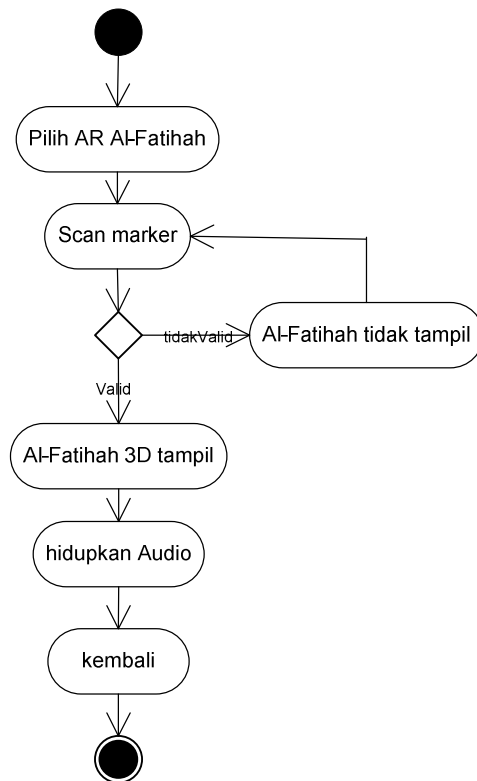 Pilih AR Al-Fatihah
Scan marker
tidakValid
Al-Fatihah tidak tampil
Valid
Al-Fatihah 3D tampil
hidupkan Audio
kembali